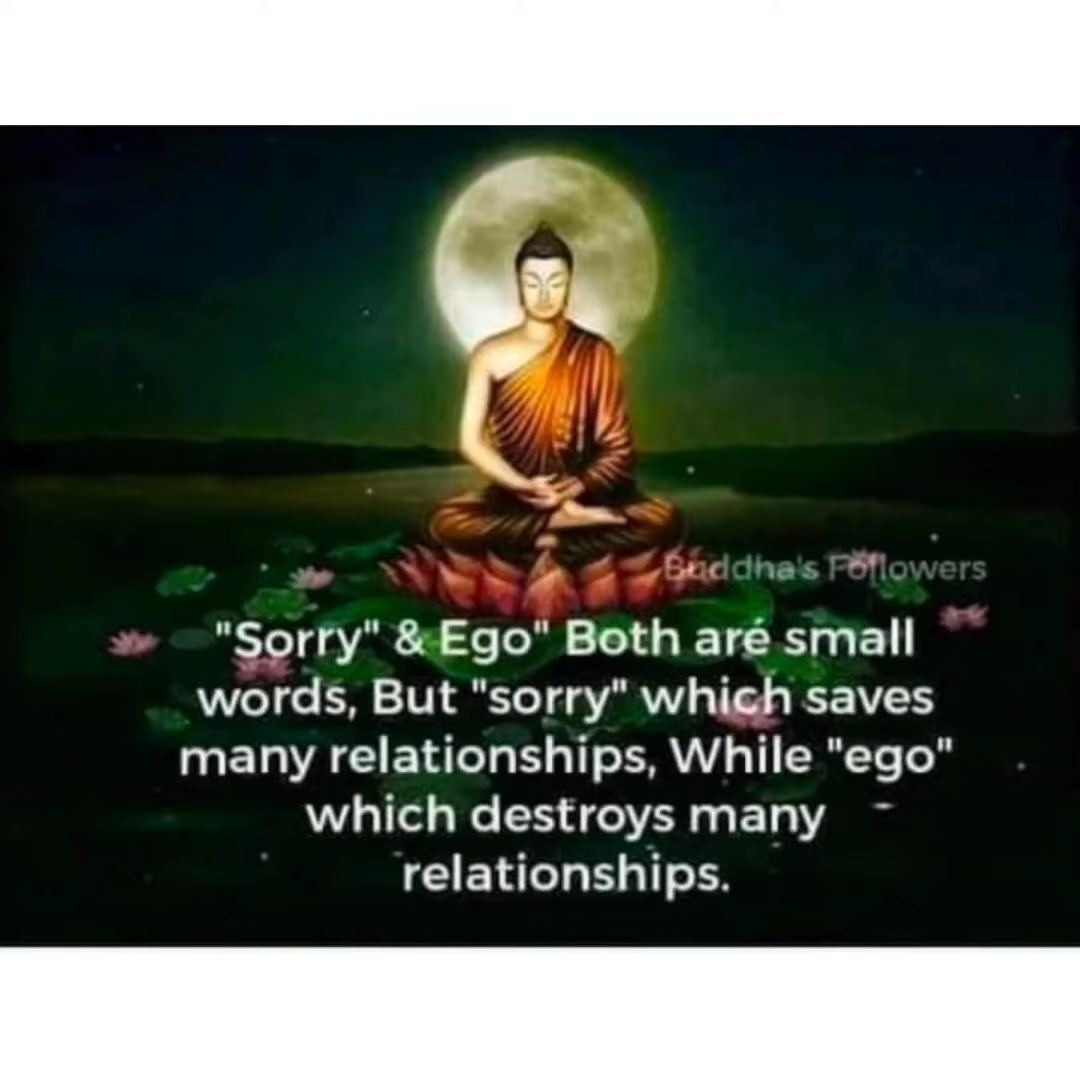 Buddha's Followers
"Sorry" & Ego" Both are small
words, But "sorry" which saves
many relationships, While "ego"
which destroys many
relationships.